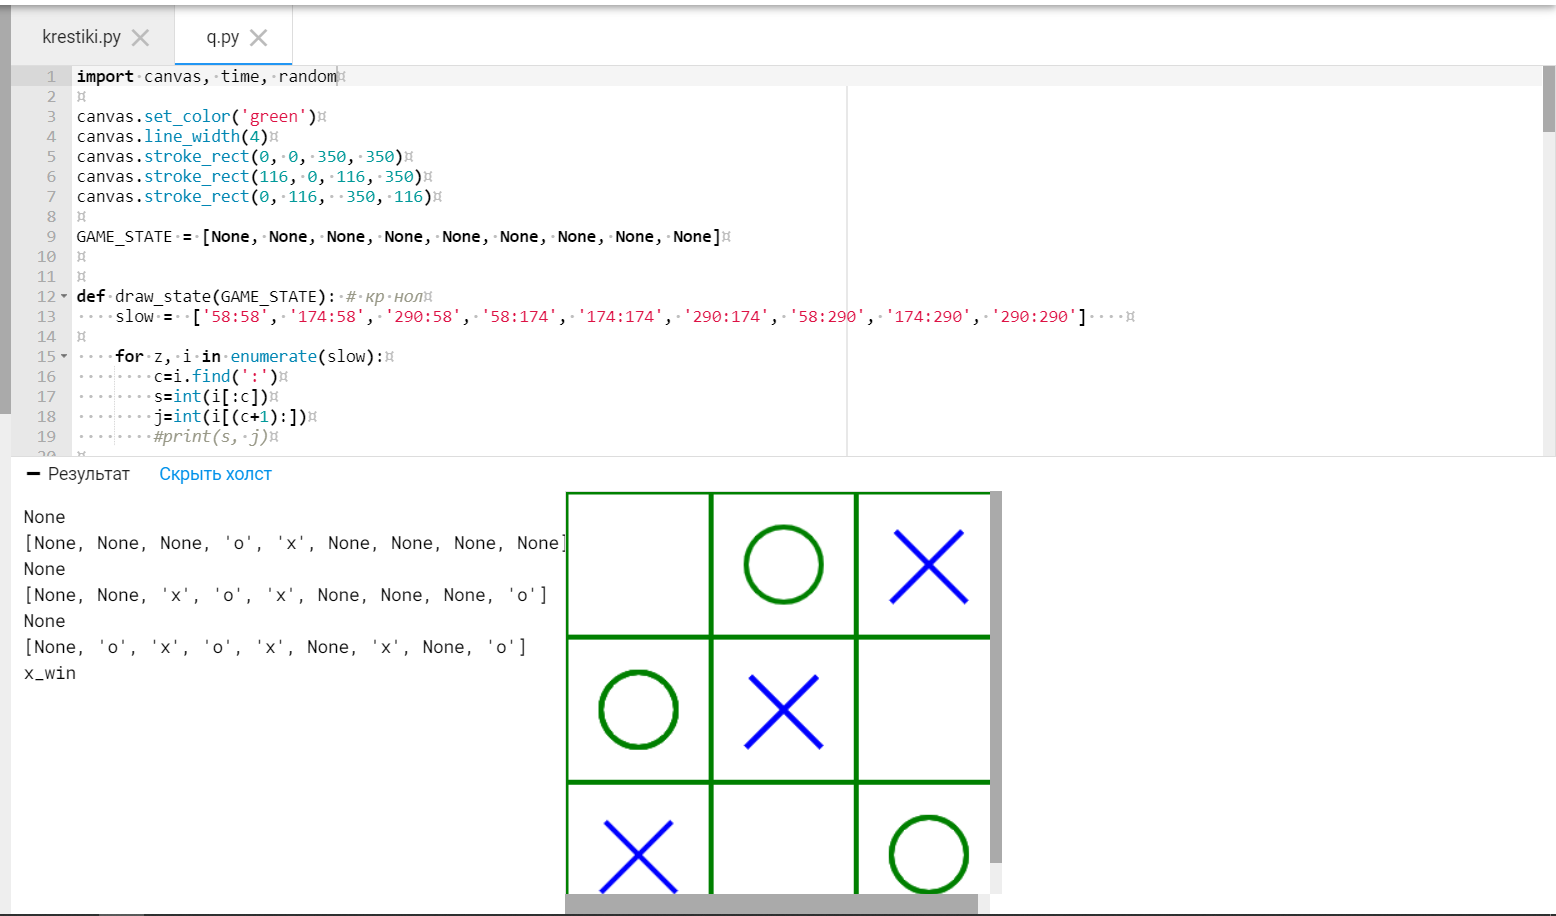 krestiki.py q.py
1 import canvas, time, random
2
3 canvas.set_color('green')
4 canvas.line_width(4)
5 canvas.stroke_rect(0, 0, 350, 350)
6 canvas.stroke_rect(116, 0, 116, 350)
7 canvas.stroke_rect(0, 116,  350, 116)
8
9 GAME_STATE = [None, None, None, None, None, None, None, None, None]
10
11
12 def draw_state(GAME_STATE): # кр нол
13     slow =  ['58:58', '174:58', '290:58', '58:174', '174:174', '290:174', '58:290', '174:290', '290:290']
14
15     for z, i in enumerate(slow):
16         c=i.find(':')
17         s=int(i[:c])
18         j=int(i[(c+1):])
19         #print(s, j)
20
Результат Скрыть холст
None
[None, None, None, 'o', 'x', None, None, None, None]
None
[None, None, 'x', 'o', 'x', None, None, None, 'o']
None
[None, 'o', 'x', 'o', 'x', None, 'x', None, 'o']
x_win